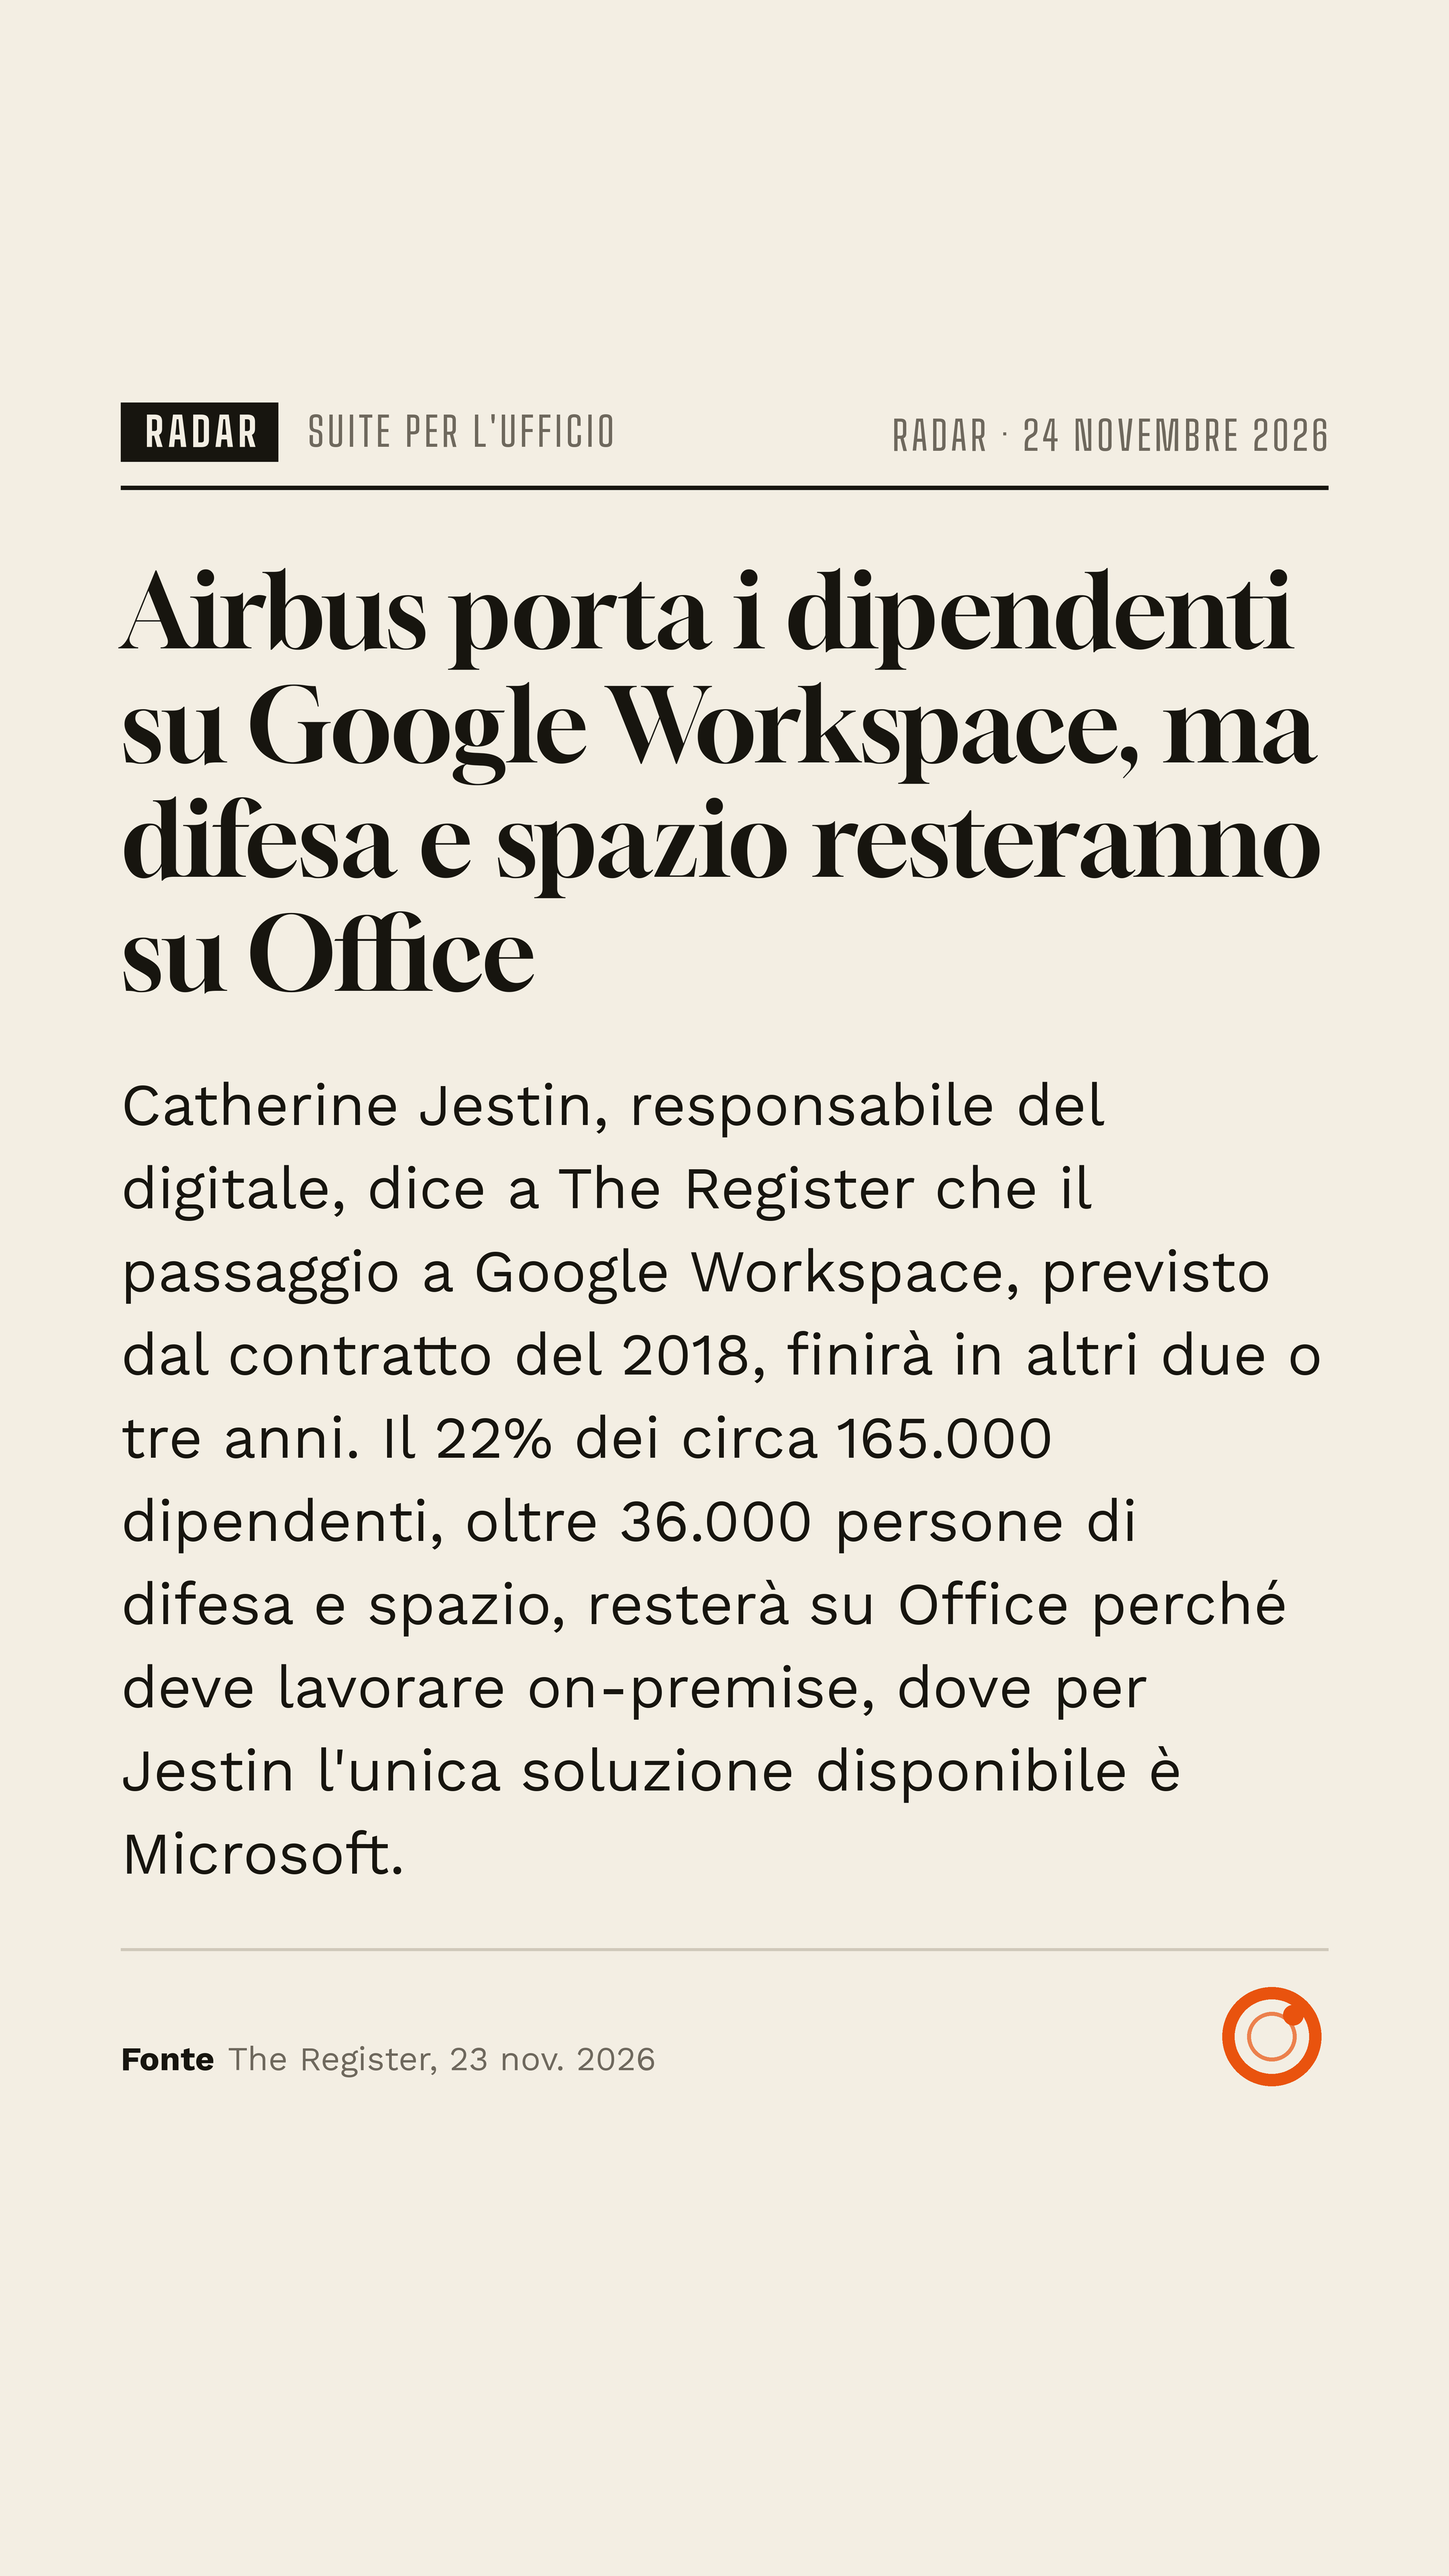 RADAR SUITE PER L'UFFICIO RADAR · 24 NOVEMBRE 2026
Airbus porta i dipendenti
su Google Workspace, ma
difesa e spazio resteranno
su Office
Catherine Jestin, responsabile del
digitale, dice a The Register che il
passaggio a Google Workspace, previsto
dal contratto del 2018, finirà in altri due o
tre anni. Il 22% dei circa 165.000
dipendenti, oltre 36.000 persone di
difesa e spazio, resterà su Office perché
deve lavorare on-premise, dove per
Jestin l'unica soluzione disponibile è
Microsoft.
Fonte The Register, 23 nov. 2026